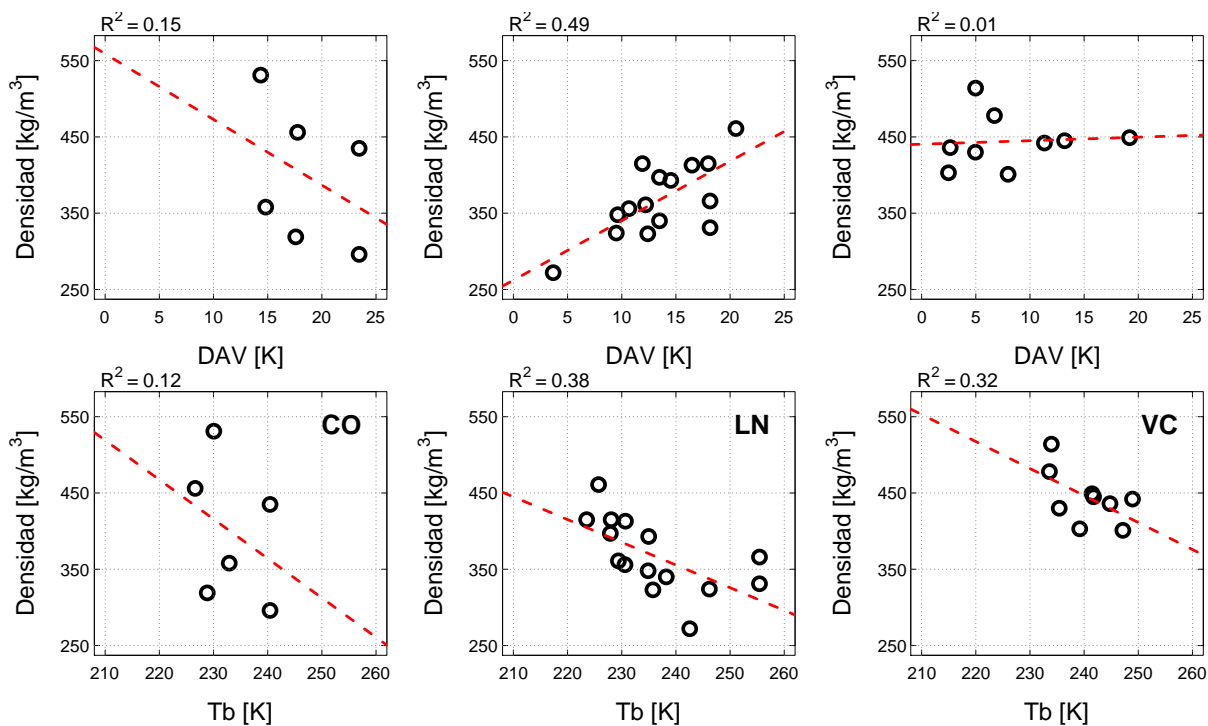 R² = 0.15
550
450
350
250
Densidad [kg/m³]
0 5 10 15 20 25
DAV [K]
R² = 0.49
550
450
350
250
Densidad [kg/m³]
0 5 10 15 20 25
DAV [K]
R² = 0.01
550
450
350
250
Densidad [kg/m³]
0 5 10 15 20 25
DAV [K]
R² = 0.12
CO
550
450
350
250
Densidad [kg/m³]
210 220 230 240 250 260
Tb [K]
R² = 0.38
LN
550
450
350
250
Densidad [kg/m³]
210 220 230 240 250 260
Tb [K]
R² = 0.32
VC
550
450
350
250
Densidad [kg/m³]
210 220 230 240 250 260
Tb [K]